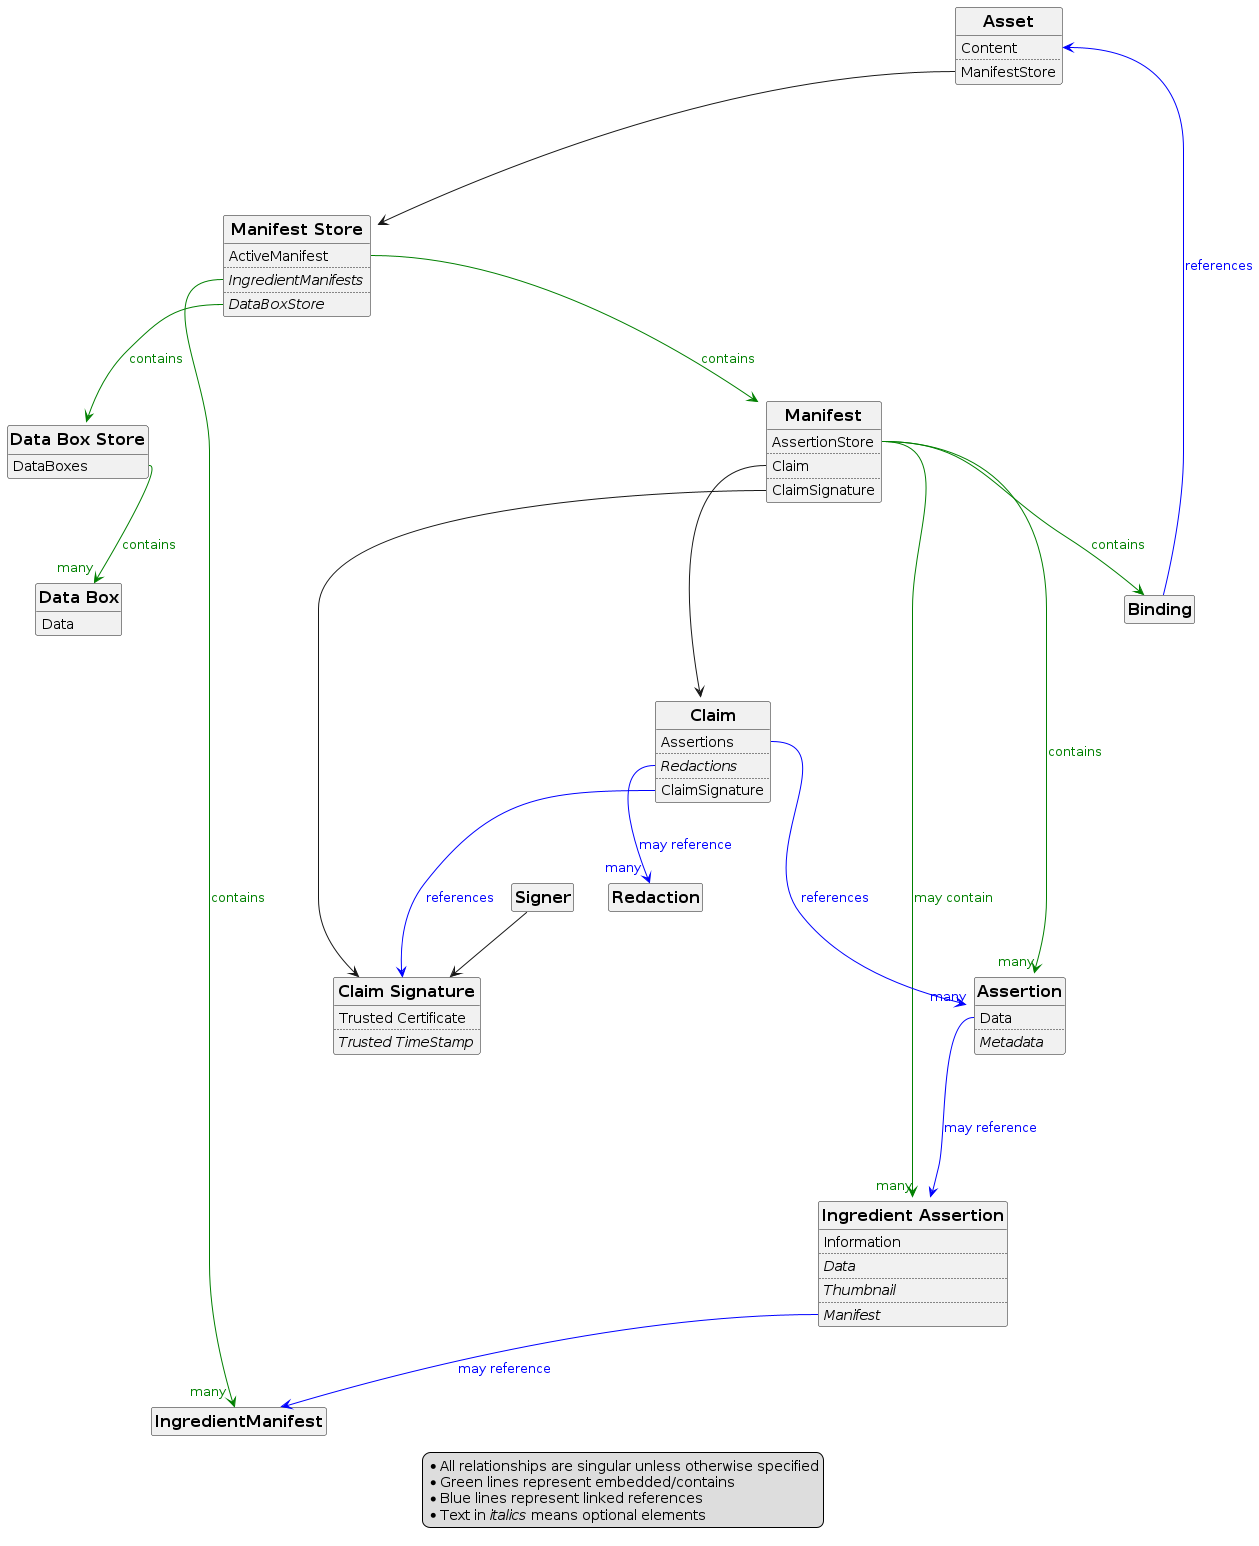 Asset
Content
ManifestStore
references
Manifest Store
ActiveManifest
IngredientManifests
DataBoxStore
contains
contains
Data Box Store
DataBoxes
Manifest
AssertionStore
Claim
ClaimSignature
contains
many
contains
Data Box
Data
Binding
Claim
Assertions
Redactions
ClaimSignature
contains
may reference
many
contains
references
Signer
Redaction
references
may contain
many
many
Claim Signature
Trusted Certificate
Trusted TimeStamp
Assertion
Data
Metadata
may reference
many
Ingredient Assertion
Information
Data
Thumbnail
Manifest
may reference
many
IngredientManifest
• All relationships are singular unless otherwise specified
• Green lines represent embedded/contains
• Blue lines represent linked references
• Text in italics means optional elements